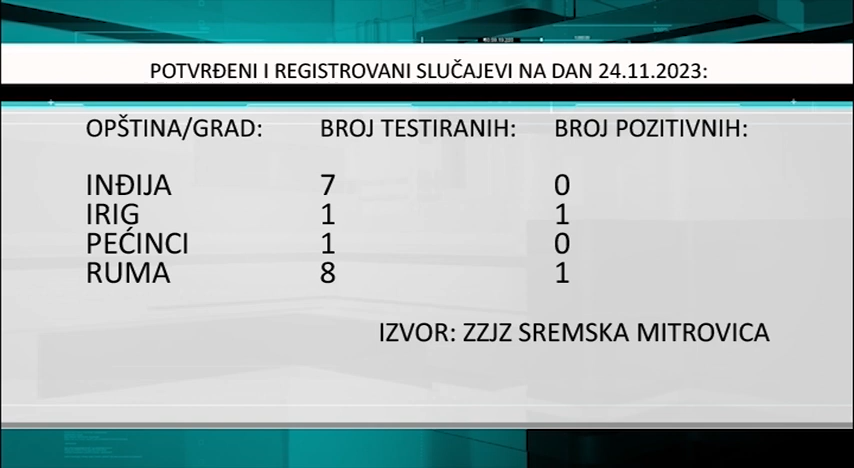 POTVRĐENI I REGISTROVANI SLUČAJEVI NA DAN 24.11.2023:
OPŠTINA/GRAD: BROJ TESTIRANIH: BROJ POZITIVNIH:
INĐIJA 7 0
IRIG 1 1
PEĆINCI 1 0
RUMA 8 1
IZVOR: ZZJZ SREMSKA MITROVICA